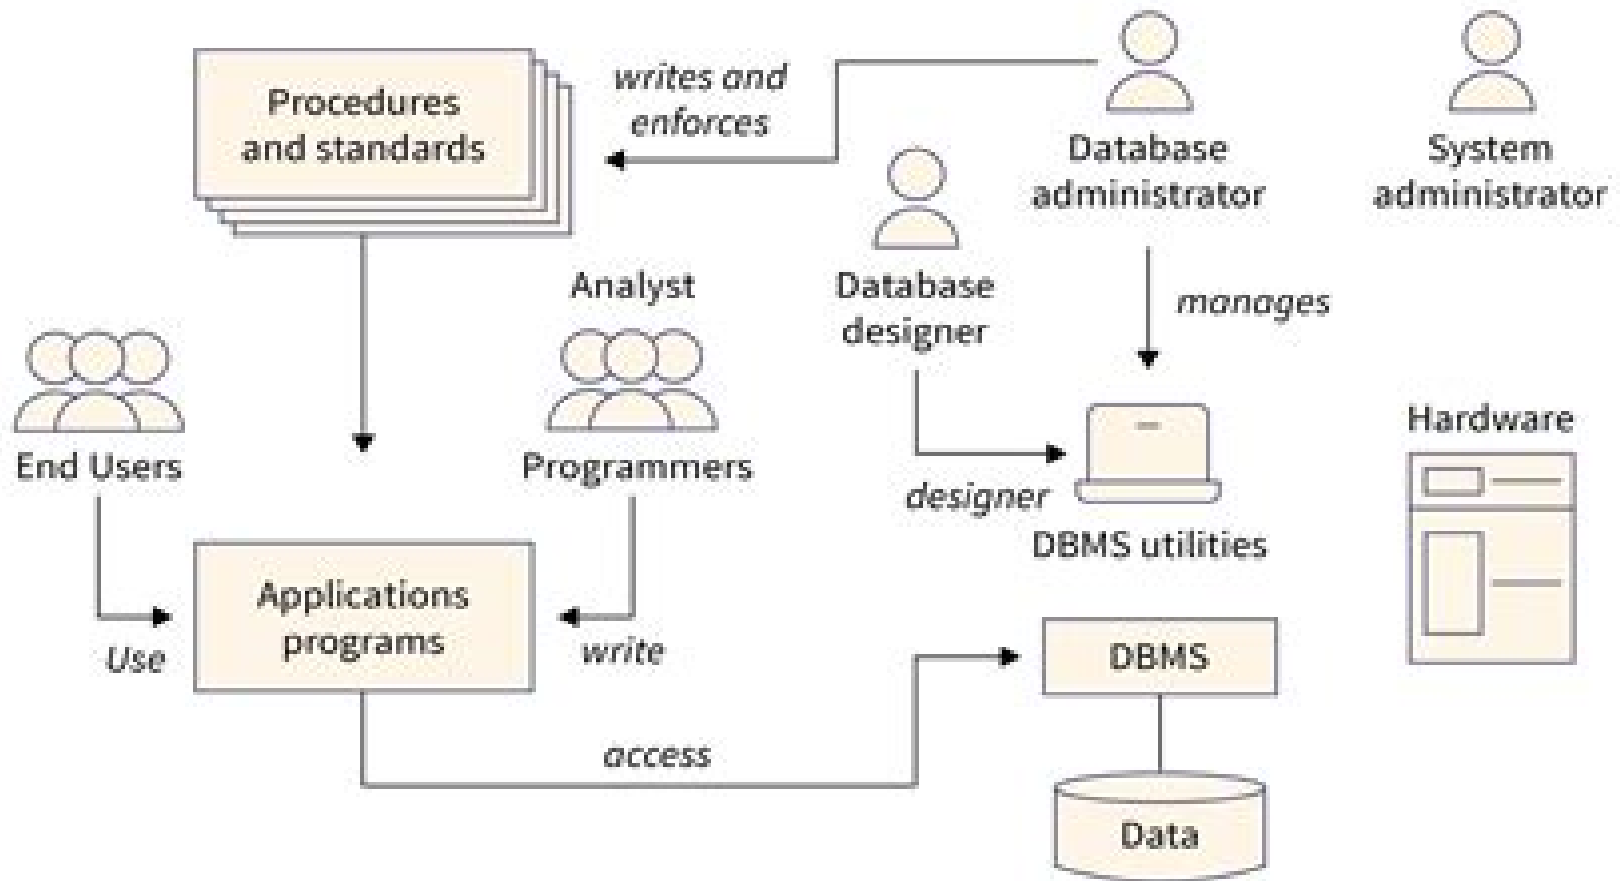 Procedures
and standards
writes and
enforces
Database
administrator
System
administrator
Analyst
Database
designer
manages
End Users
Programmers
designer
DBMS utilities
Hardware
Applications
programs
Use
write
DBMS
access
Data